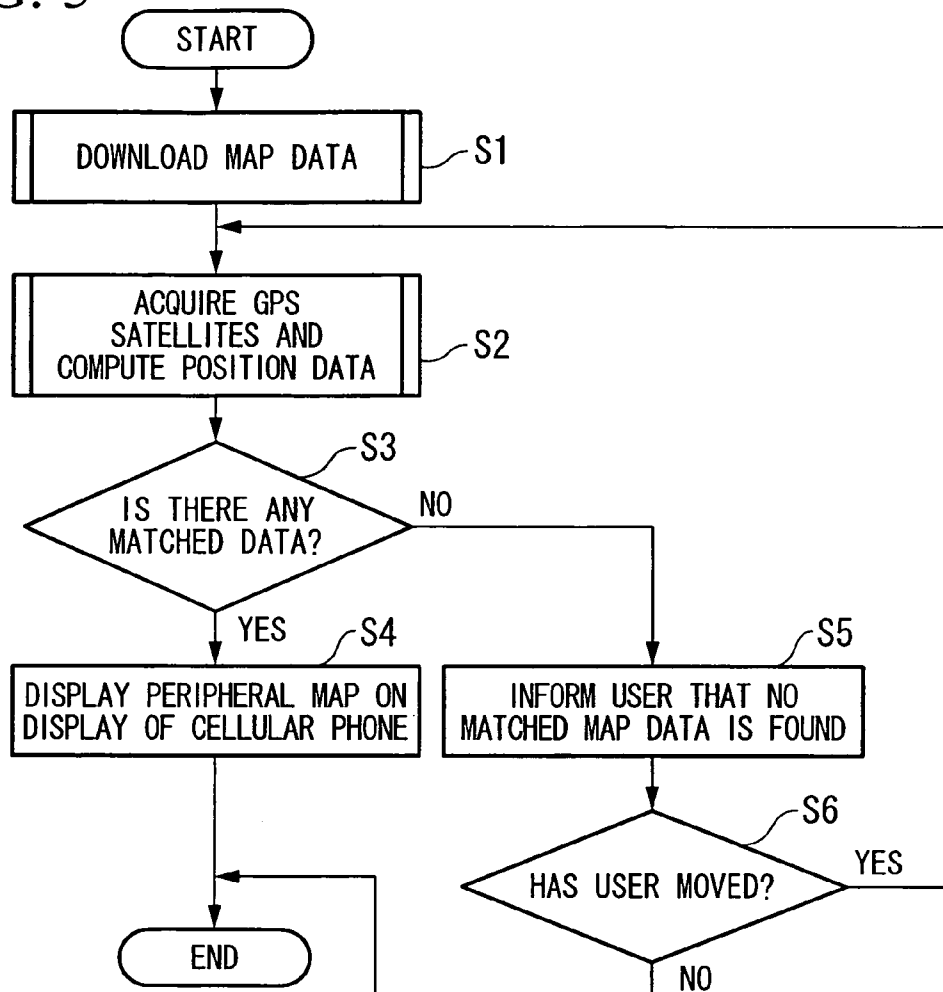 START
DOWNLOAD MAP DATA
S1
ACQUIRE GPS
SATELLITES AND
COMPUTE POSITION DATA
S2
S3
IS THERE ANY
MATCHED DATA?
NO
YES
S4
DISPLAY PERIPHERAL MAP ON
DISPLAY OF CELLULAR PHONE
S5
INFORM USER THAT NO
MATCHED MAP DATA IS FOUND
S6
HAS USER MOVED?
YES
NO
END